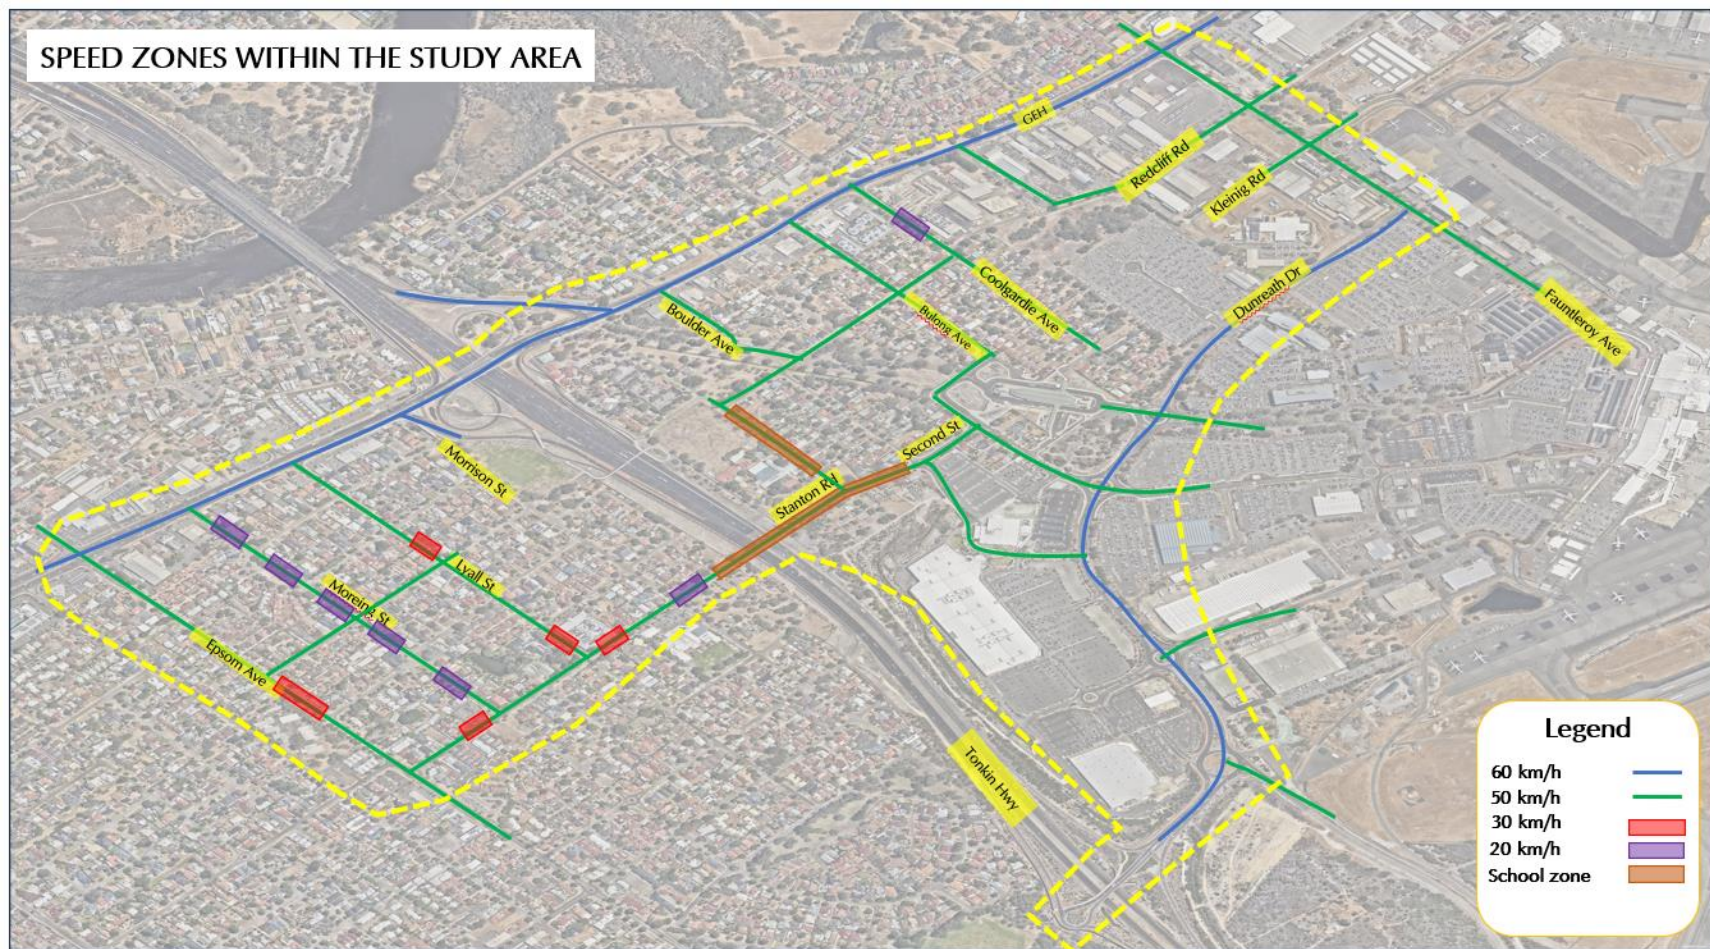 SPEED ZONES WITHIN THE STUDY AREA
GEH
Redcliff Rd
Kleinig Rd
Coolgardie Ave
Dunreath Dr
Fauntleroy Ave
Boulder Ave
Bulong Ave
Second St
Stanton Rd
Morrison St
Lyall St
Moreing St
Epsom Ave
Tonkin Hwy
Legend
60 km/h
50 km/h
30 km/h
20 km/h
School zone